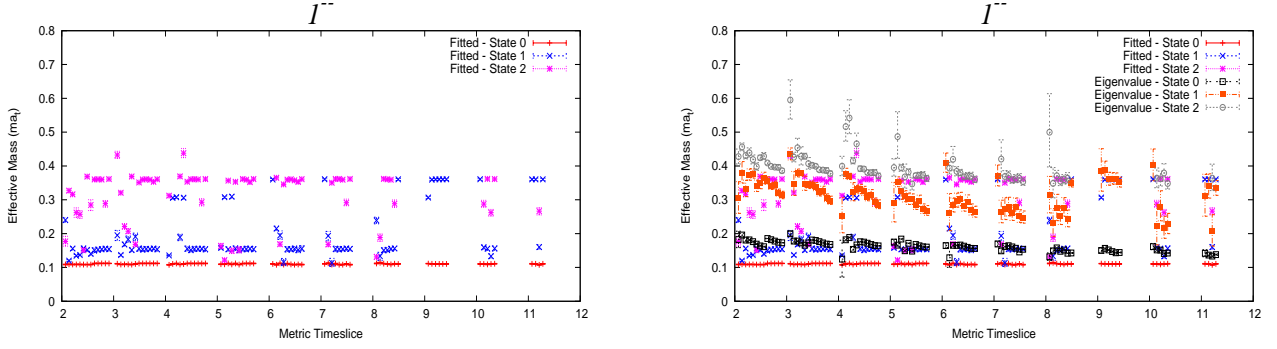 1--
0.8
0.7
0.6
0.5
0.4
0.3
0.2
0.1
0
2 3 4 5 6 7 8 9 10 11 12
Effective Mass (mat)
Metric Timeslice
Fitted - State 0
Fitted - State 1
Fitted - State 2
1--
0.8
0.7
0.6
0.5
0.4
0.3
0.2
0.1
0
2 3 4 5 6 7 8 9 10 11 12
Effective Mass (mat)
Metric Timeslice
Fitted - State 0
Fitted - State 1
Fitted - State 2
Eigenvalue - State 0
Eigenvalue - State 1
Eigenvalue - State 2